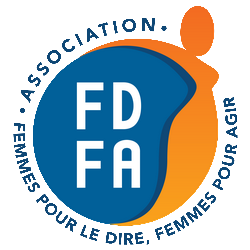 • ASSOCIATION •
FD
FA
FEMMES POUR LE DIRE, FEMMES POUR AGIR